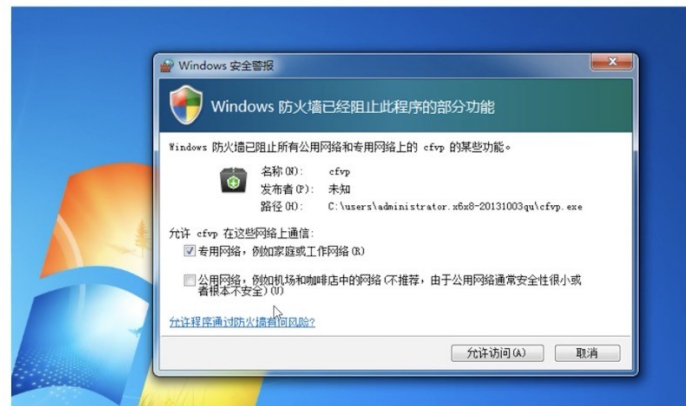 Windows 安全警报
Windows 防火墙已经阻止此程序的部分功能
Windows 防火墙已阻止所有公用网络和专用网络上的 cfvp 的某些功能。
名称(N): cfvp
发布者(P): 未知
路径(H): C:\users\administrator.x6x8-20131003qu\cfvp.exe
允许 cfvp 在这些网络上通信:
专用网络，例如家庭或工作网络(R)
公用网络，例如机场和咖啡店中的网络(不推荐，由于公用网络通常安全性很小或
者根本不安全)(U)
允许程序通过防火墙有何风险?
允许访问(A) 取消